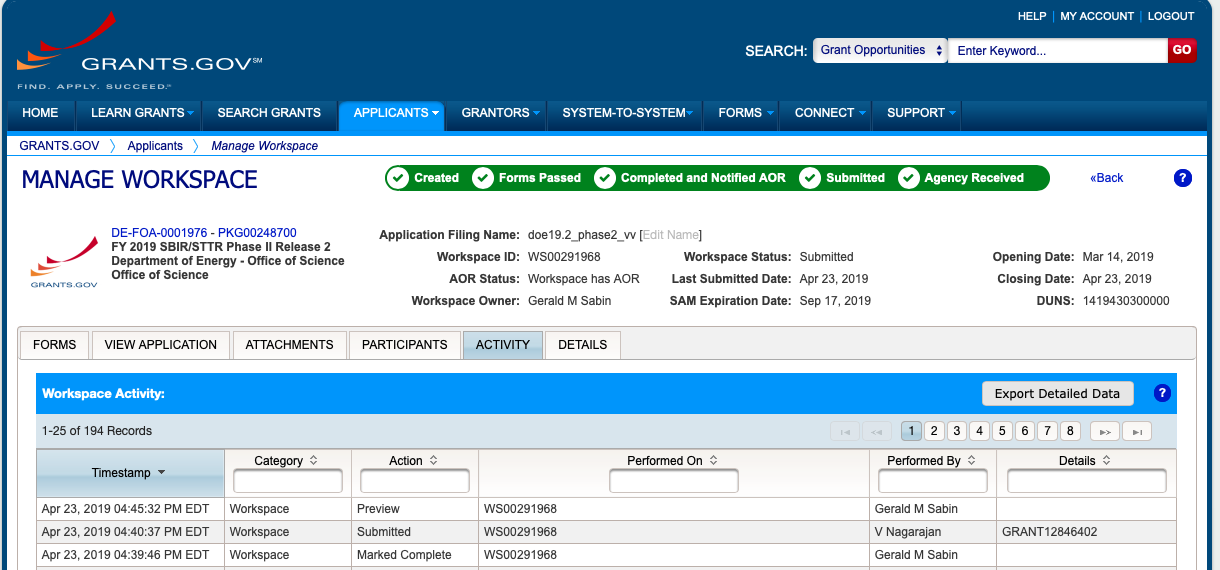 HELP | MY ACCOUNT | LOGOUT
GRANTS.GOV℠
FIND. APPLY. SUCCEED.℠
SEARCH: Grant Opportunities Enter Keyword... GO
HOME LEARN GRANTS SEARCH GRANTS APPLICANTS GRANTORS SYSTEM-TO-SYSTEM FORMS CONNECT SUPPORT
GRANTS.GOV 〉 Applicants 〉 Manage Workspace
MANAGE WORKSPACE Created Forms Passed Completed and Notified AOR Submitted Agency Received «Back ?
GRANTS.GOV
DE-FOA-0001976 - PKG00248700
FY 2019 SBIR/STTR Phase II Release 2
Department of Energy - Office of Science
Office of Science
Application Filing Name: doe19.2_phase2_vv [Edit Name]
Workspace ID: WS00291968 Workspace Status: Submitted Opening Date: Mar 14, 2019
AOR Status: Workspace has AOR Last Submitted Date: Apr 23, 2019 Closing Date: Apr 23, 2019
Workspace Owner: Gerald M Sabin SAM Expiration Date: Sep 17, 2019 DUNS: 1419430300000
FORMS VIEW APPLICATION ATTACHMENTS PARTICIPANTS ACTIVITY DETAILS
Workspace Activity: Export Detailed Data ?
1-25 of 194 Records 1 2 3 4 5 6 7 8
Timestamp Category Action Performed On Performed By Details
Apr 23, 2019 04:45:32 PM EDT Workspace Preview WS00291968 Gerald M Sabin
Apr 23, 2019 04:40:37 PM EDT Workspace Submitted WS00291968 V Nagarajan GRANT12846402
Apr 23, 2019 04:39:46 PM EDT Workspace Marked Complete WS00291968 Gerald M Sabin